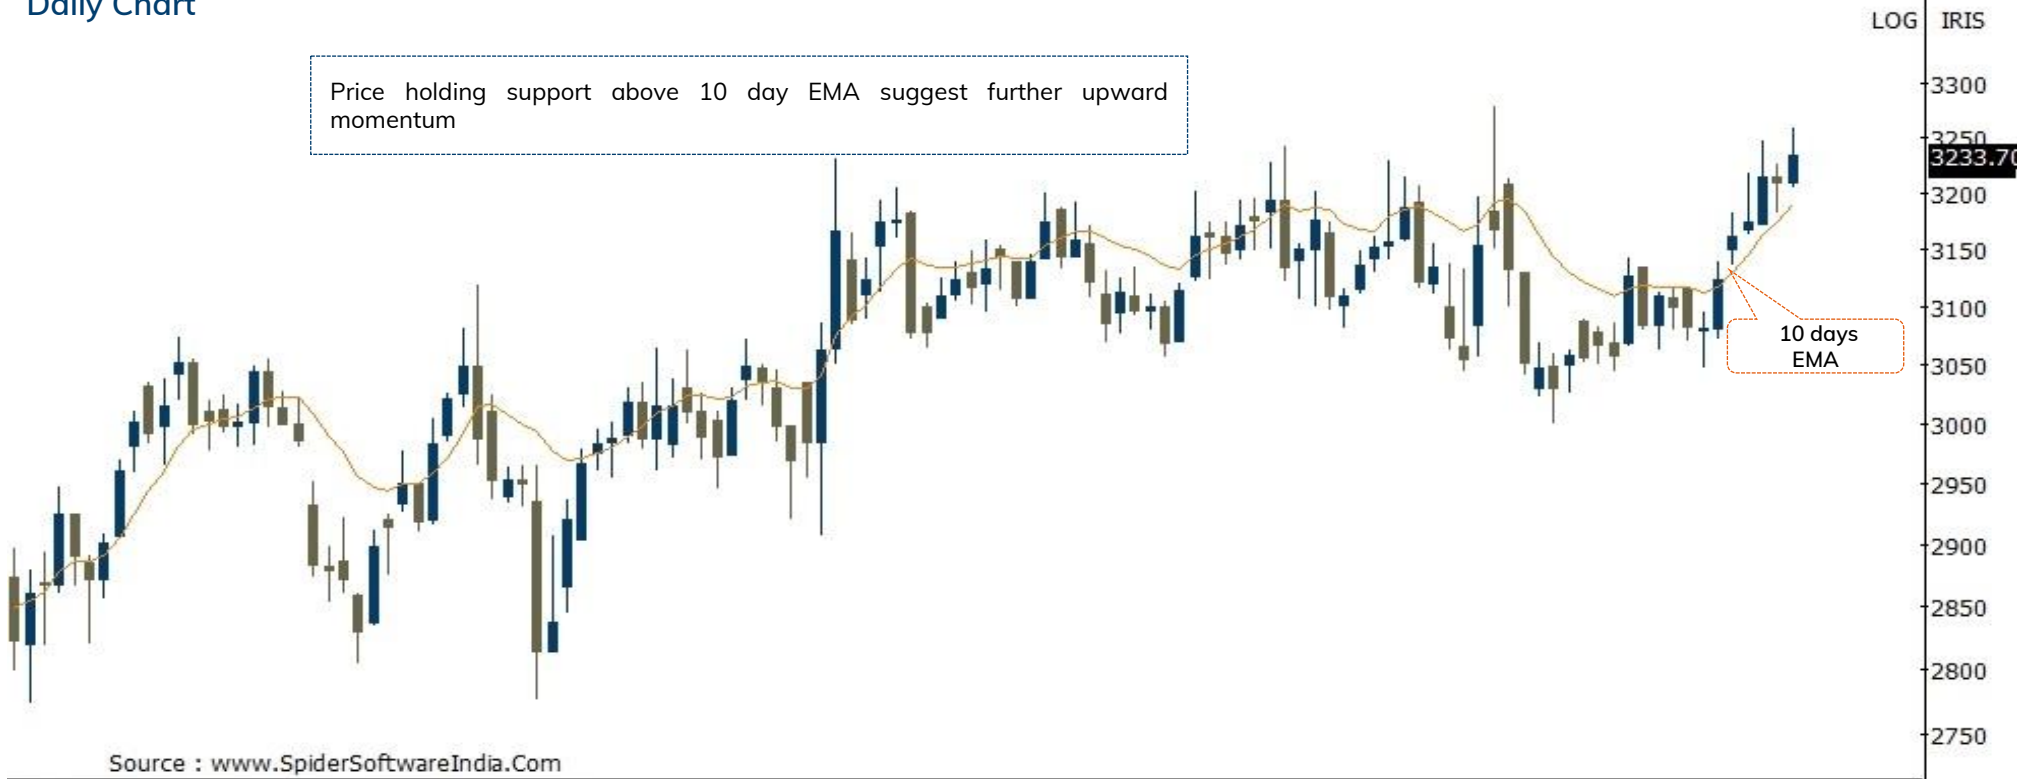 Daily Chart
LOG IRIS
Price holding support above 10 day EMA suggest further upward
momentum
3300
3250
3233.70
3200
3150
3100
10 days
EMA
3050
3000
2950
2900
2850
2800
2750
Source : www.SpiderSoftwareIndia.Com